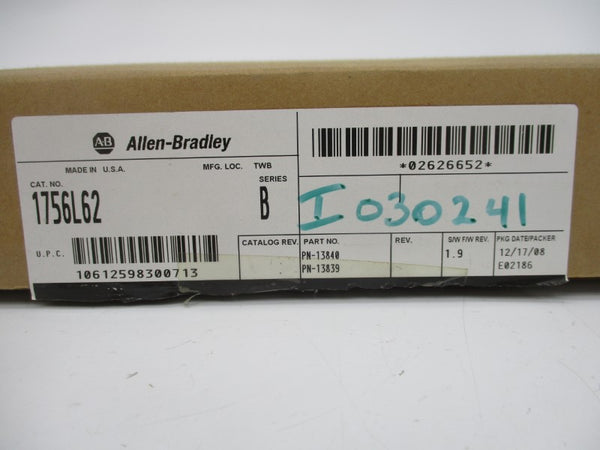 AB Allen-Bradley
*02626652*
MADE IN U.S.A. MFG. LOC. TWB
CAT. NO. SERIES
1756L62 B
I 030241
U.P.C.
10612598300713
CATALOG REV. PART NO. REV. S/W F/W REV. PKG DATE/PACKER
PN-13840 1.9 12/17/08
PN-13839 E02186